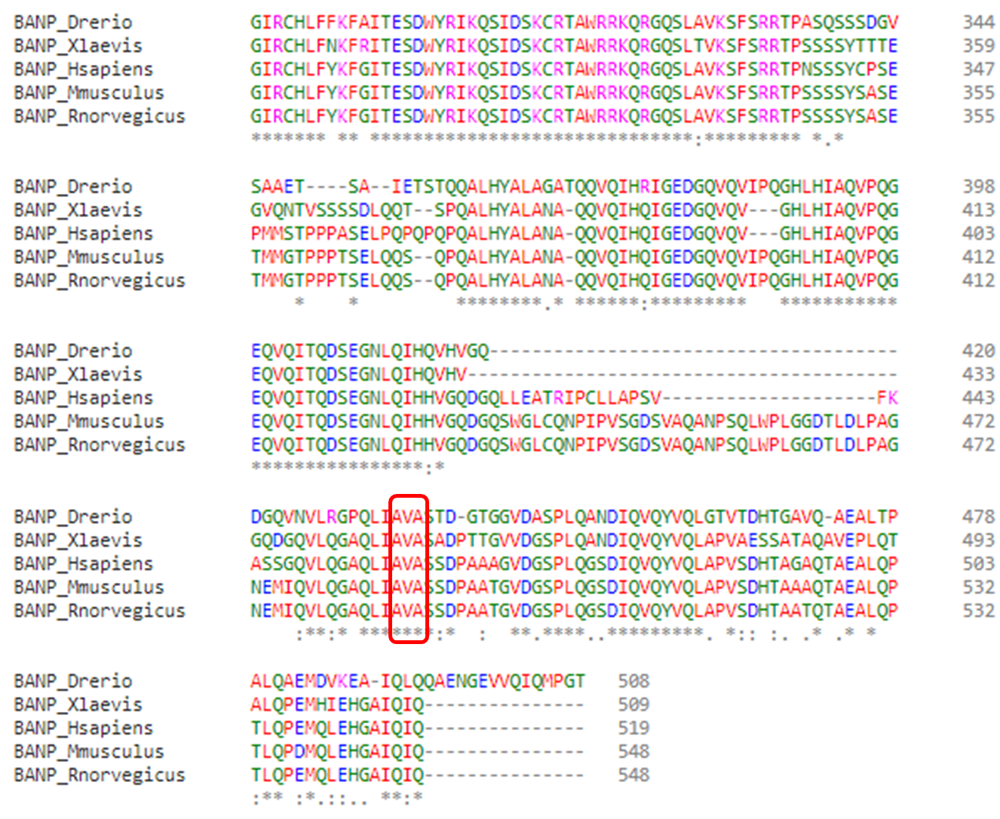 BANP_Drerio GIRCHLFFKFAITESDWYRIKQSIDSKCRTAWRRKQRGQSLAVKSFSRRTPASQSSSDGV 344
BANP_Xlaevis GIRCHLFNKFRITESDWYRIKQSIDSKCRTAWRRKQRGQSLTVKSFSRRTPSSSSYTTTE 359
BANP_Hsapiens GIRCHLFYKFGITESDWYRIKQSIDSKCRTAWRRKQRGQSLAVKSFSRRTPNSSSYCPSE 347
BANP_Mmusculus GIRCHLFYKFGITESDWYRIKQSIDSKCRTAWRRKQRGQSLAVKSFSRRTPSSSSYSASE 355
BANP_Rnorvegicus GIRCHLFYKFGITESDWYRIKQSIDSKCRTAWRRKQRGQSLAVKSFSRRTPSSSSYSASE 355
******* ** ******************************:********* *.*
BANP_Drerio SAAET----SA--IETSTQQALHYALAGATQQVQIHRIGEDGQVQVIPQGHLHIAQVPQG 398
BANP_Xlaevis GVQNTVSSSSDLQQT--SPQALHYALANA-QQVQIHQIGEDGQVQV---GHLHIAQVPQG 413
BANP_Hsapiens PMMSTPPPASELPQPQPQPQALHYALANA-QQVQIHQIGEDGQVQV---GHLHIAQVPQG 403
BANP_Mmusculus TMMGTPPPTSELQQS--QPQALHYALANA-QQVQIHQIGEDGQVQVIPQGHLHIAQVPQG 412
BANP_Rnorvegicus TMMGTPPPTSELQQS--QPQALHYALANA-QQVQIHQIGEDGQVQVIPQGHLHIAQVPQG 412
* * ********.* ******:********* ***********
BANP_Drerio EQVQITQDSEGNLQIHQVHVGQ-------------------------------------- 420
BANP_Xlaevis EQVQITQDSEGNLQIHQVHV---------------------------------------- 433
BANP_Hsapiens EQVQITQDSEGNLQIHHVGQDGQLLEATRIPCLLAPSV--------------------FK 443
BANP_Mmusculus EQVQITQDSEGNLQIHHVGQDGQSWGLCQNPIPVSGDSVAQANPSQLWPLGGDTLDLPAG 472
BANP_Rnorvegicus EQVQITQDSEGNLQIHHVGQDGQSWGLCQNPIPVSGDSVAQANPSQLWPLGGDTLDLPAG 472
****************:*
BANP_Drerio DGQVNVLRGPQLIAVASTD-GTGGVDASPLQANDIQVQYVQLGTVTDHTGAVQ-AEALTP 478
BANP_Xlaevis GQDGQVLQGAQLIAVASADPTTGVVDGSPLQANDIQVQYVQLAPVAESSATAQAVEPLQT 493
BANP_Hsapiens ASSGQVLQGAQLIAVASSDPAAAGVDGSPLQGSDIQVQYVQLAPVSDHTAGAQTAEALQP 503
BANP_Mmusculus NEMIQVLQGAQLIAVASSDPAATGVDGSPLQGSDIQVQYVQLAPVSDHTAAAQTAEALQP 532
BANP_Rnorvegicus NEMIQVLQGAQLIAVASSDPAATGVDGSPLQGSDIQVQYVQLAPVSDHTAATQTAEALQP 532
:**:* *******:* : **.****..*********. *:: :. .* .* *
BANP_Drerio ALQAEMDVKEA-IQLQQAENGEVVQIQMPGT 508
BANP_Xlaevis ALQPEMHIEHGAIQIQ--------------- 509
BANP_Hsapiens TLQPEMQLEHGAIQIQ--------------- 519
BANP_Mmusculus TLQPDMQLEHGAIQIQ--------------- 548
BANP_Rnorvegicus TLQPEMQLEHGAIQIQ--------------- 548
:** :*.::.. **:*